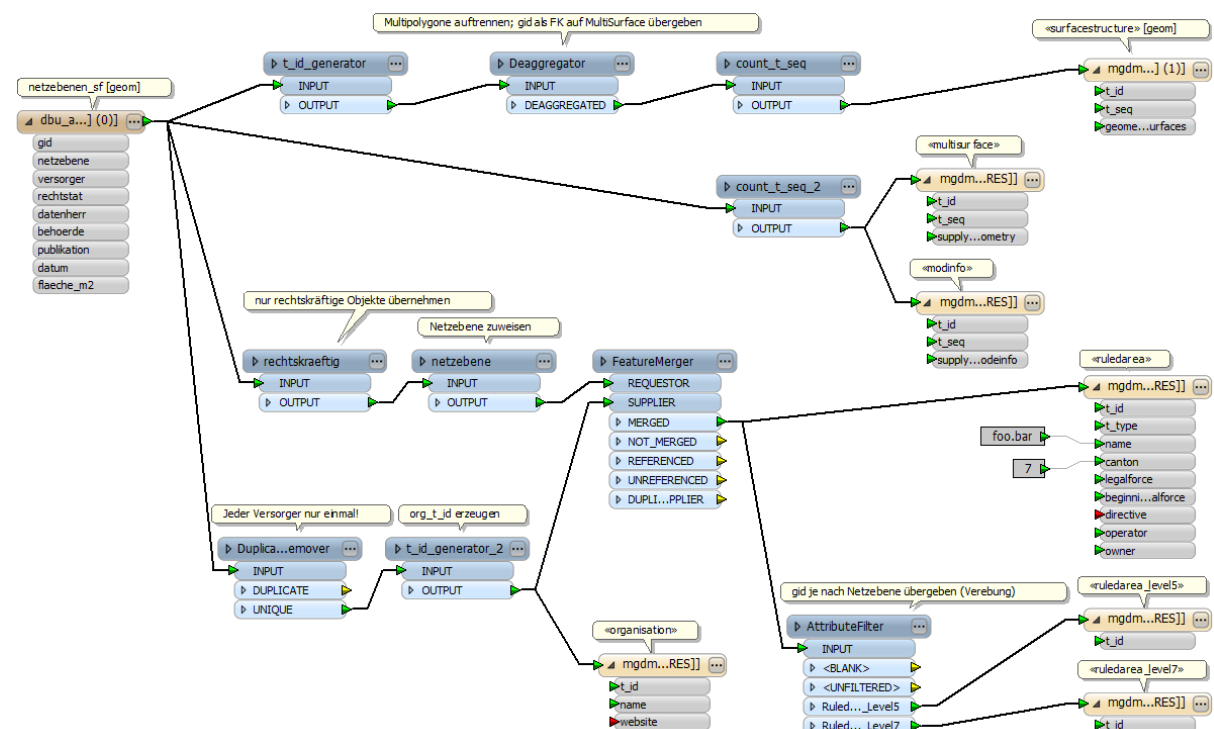 Multipolygone auftrennen; gid als FK auf MultiSurface übergeben
«surfacestructure» [geom]
netzebenen_sf [geom]
dbu_a...] (0)]
gid
netzebene
versorger
rechtstat
datenherr
behoerde
publikation
datum
flaeche_m2
t_id_generator
INPUT
OUTPUT
Deaggregator
INPUT
DEAGGREGATED
count_t_seq
INPUT
OUTPUT
mgdm...] (1)]
t_id
t_seq
geome...urfaces
«multisur face»
count_t_seq_2
INPUT
OUTPUT
mgdm...RES]]
t_id
t_seq
supply...ometry
«modinfo»
mgdm...RES]]
t_id
t_seq
supply...odeinfo
nur rechtskräftige Objekte übernehmen
Netzebene zuweisen
rechtskraeftig
INPUT
OUTPUT
netzebene
INPUT
OUTPUT
FeatureMerger
REQUESTOR
SUPPLIER
MERGED
NOT_MERGED
REFERENCED
UNREFERENCED
DUPLI...PPLIER
«ruledarea»
mgdm...RES]]
t_id
t_type
name
canton
legalforce
beginni...alforce
directive
operator
owner
foo.bar
7
Jeder Versorger nur einmal!
org_t_id erzeugen
Duplica...emover
INPUT
DUPLICATE
UNIQUE
t_id_generator_2
INPUT
OUTPUT
«organisation»
mgdm...RES]]
t_id
name
website
gid je nach Netzebene übergeben (Verebung)
AttributeFilter
INPUT
<BLANK>
<UNFILTERED>
Ruled..._Level5
Ruled..._Level7
«ruledarea_level5»
mgdm...RES]]
t_id
«ruledarea_level7»
mgdm...RES]]
t_id